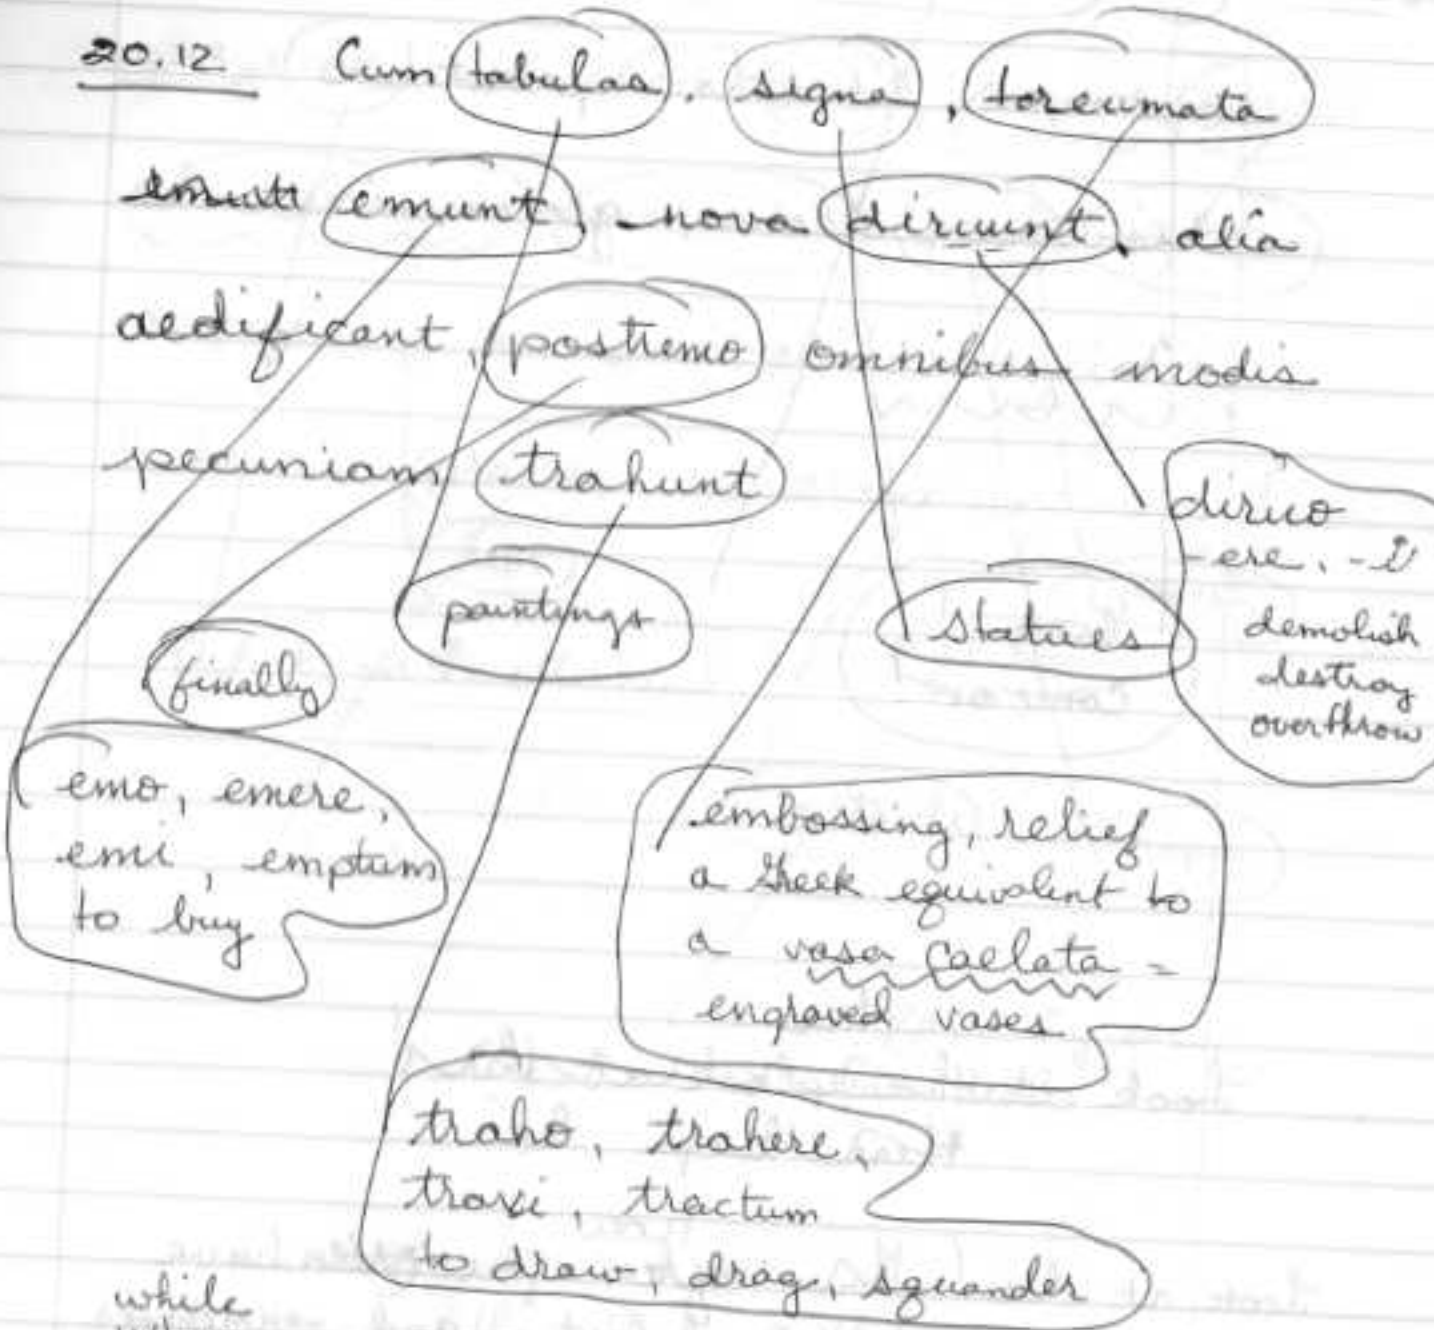 20.12 Cum tabulas, signa, toreumata
emunt, nova diruunt, alia
aedificant, postremo omnibus modis
pecuniam trahunt
diruo
-ere, -i
demolish
destroy
overthrow
paintings
statues
finally
emo, emere,
emi, emptum
to buy
embossing, relief
a Greek equivalent to
a vasa caelata =
engraved vases
traho, trahere,
traxi, tractum
to draw, drag, squander
while